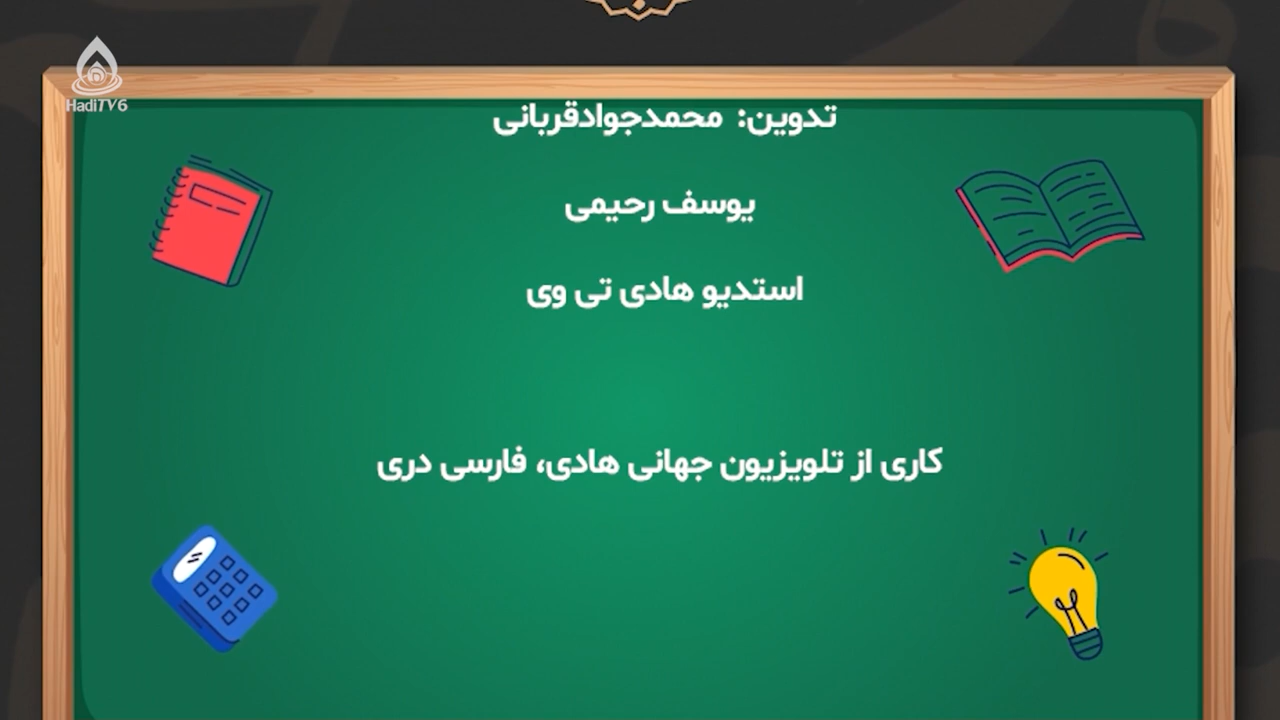 HadiTV6
تدوین: محمدجوادقربانی
یوسف رحیمی
استدیو هادی تی وی
کاری از تلویزیون جهانی هادی، فارسی دری